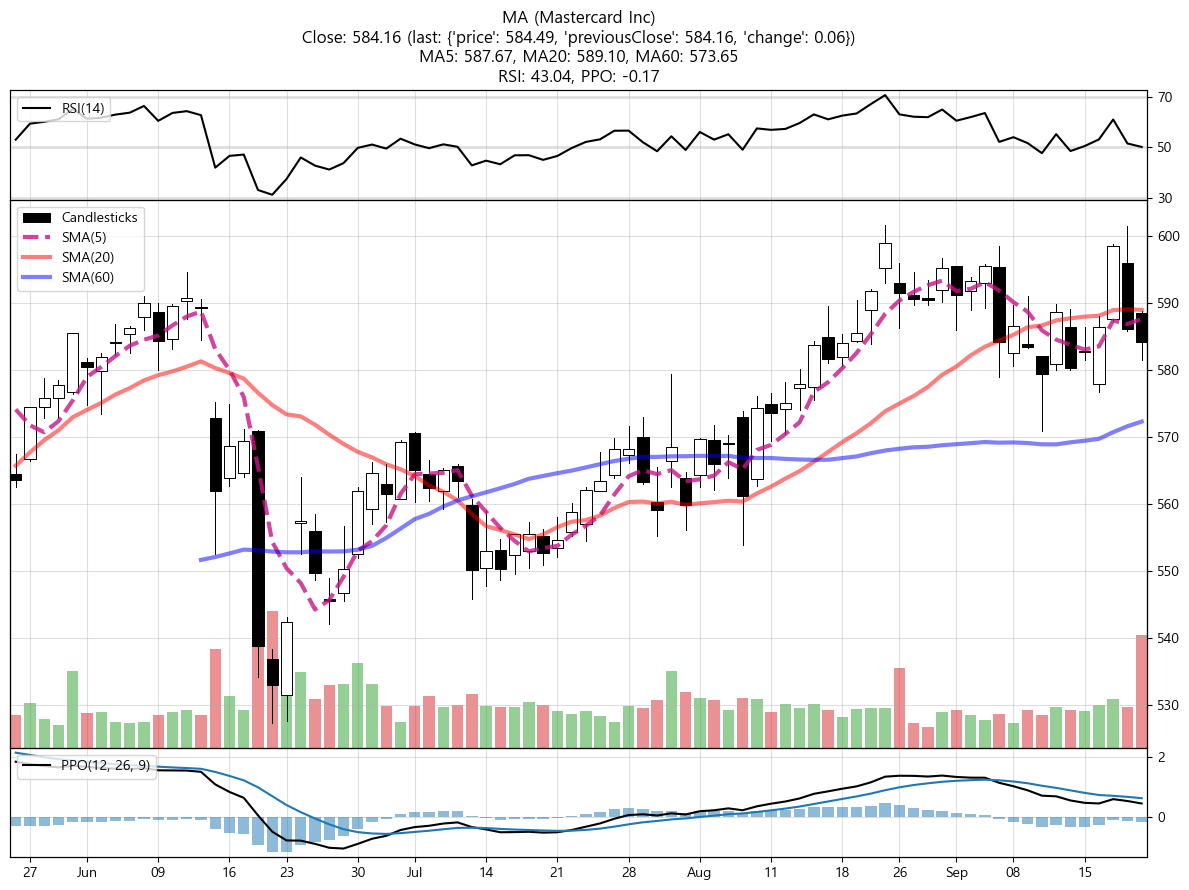 MA (Mastercard Inc)
Close: 584.16 (last: {'price': 584.49, 'previousClose': 584.16, 'change': 0.06})
MA5: 587.67, MA20: 589.10, MA60: 573.65
RSI: 43.04, PPO: -0.17
RSI(14)
70
50
30
Candlesticks
SMA(5)
SMA(20)
SMA(60)
600
590
580
570
560
550
540
530
PPO(12, 26, 9)
2
0
27 Jun 09 16 23 30 Jul 14 21 28 Aug 11 18 26 Sep 08 15